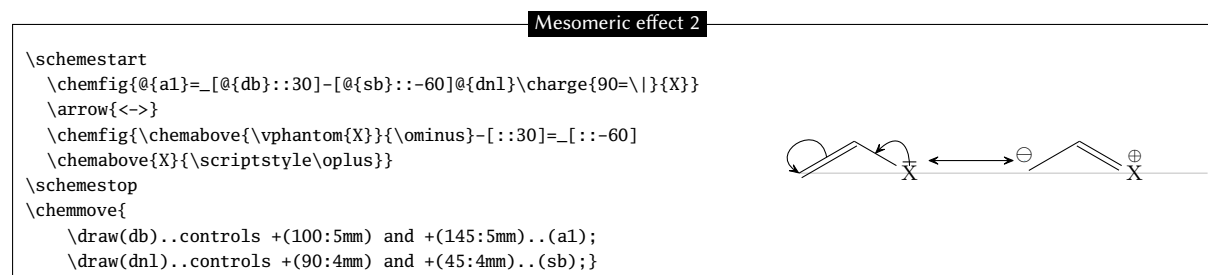 Mesomeric effect 2
\schemestart
\chemfig{@{a1}=_[@{db}::30]-[@{sb}::-60]@{dnl}\charge{90=\|}{X}}
\arrow{<->}
\chemfig{\chemabove{\vphantom{X}}{\ominus}-[::30]=_[::-60]
\chemabove{X}{\scriptstyle\oplus}}
\schemestop
\chemmove{
\draw(db)..controls +(100:5mm) and +(145:5mm)..(a1);
\draw(dnl)..controls +(90:4mm) and +(45:4mm)..(sb);}
X ⊖ ⊕ X